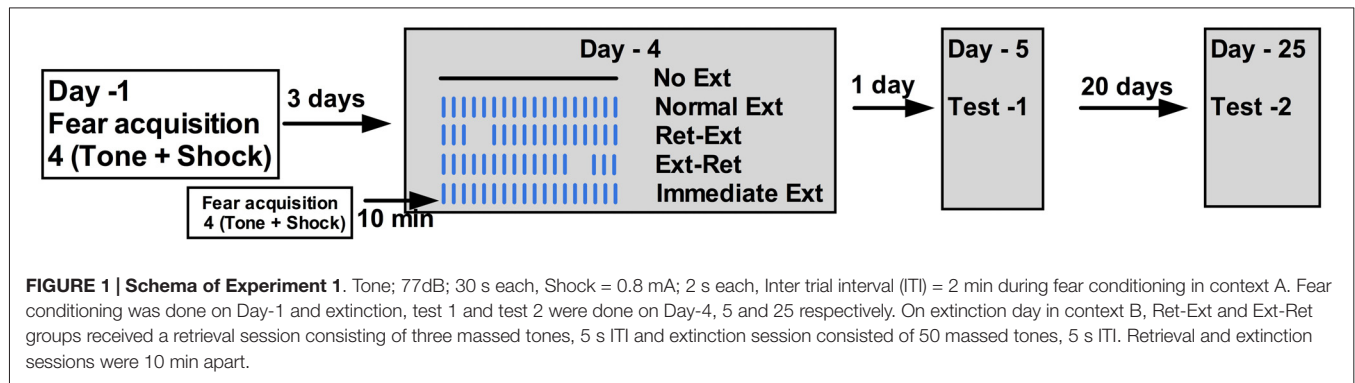 Day -1
Fear acquisition
4 (Tone + Shock)
3 days
Fear acquisition
4 (Tone + Shock)
10 min
Day - 4
No Ext
Normal Ext
Ret-Ext
Ext-Ret
Immediate Ext
1 day
Day - 5
Test -1
20 days
Day - 25
Test -2
FIGURE 1 | Schema of Experiment 1. Tone; 77dB; 30 s each, Shock = 0.8 mA; 2 s each, Inter trial interval (ITI) = 2 min during fear conditioning in context A. Fear
conditioning was done on Day-1 and extinction, test 1 and test 2 were done on Day-4, 5 and 25 respectively. On extinction day in context B, Ret-Ext and Ext-Ret
groups received a retrieval session consisting of three massed tones, 5 s ITI and extinction session consisted of 50 massed tones, 5 s ITI. Retrieval and extinction
sessions were 10 min apart.